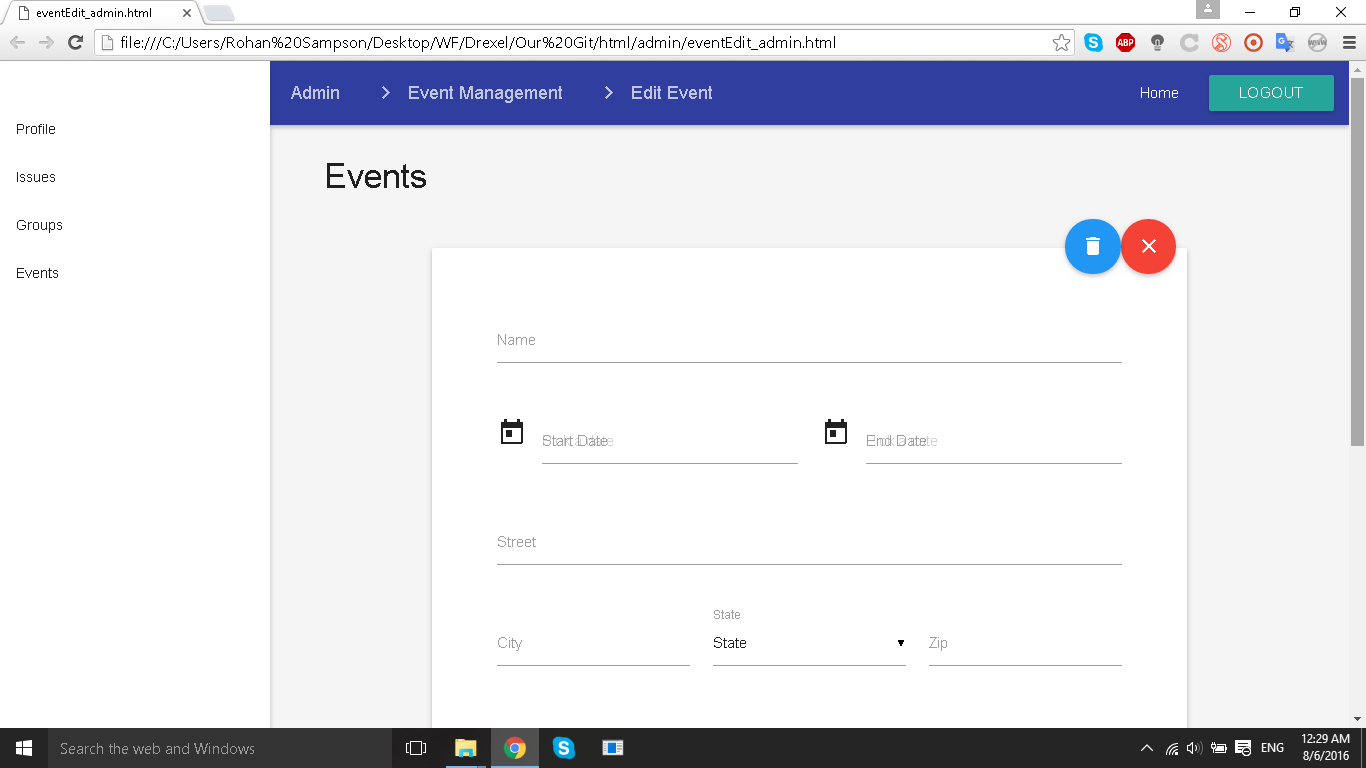 eventEdit_admin.html
file:///C:/Users/Rohan%20Sampson/Desktop/WF/Drexel/Our%20Git/html/admin/eventEdit_admin.html
ABP
Admin
Event Management
Edit Event
Home
LOGOUT
Profile
Issues
Groups
Events
Events
Name
Start Date
End Date
Street
State
City
State
Zip
Search the web and Windows
ENG
12:29 AM
8/6/2016